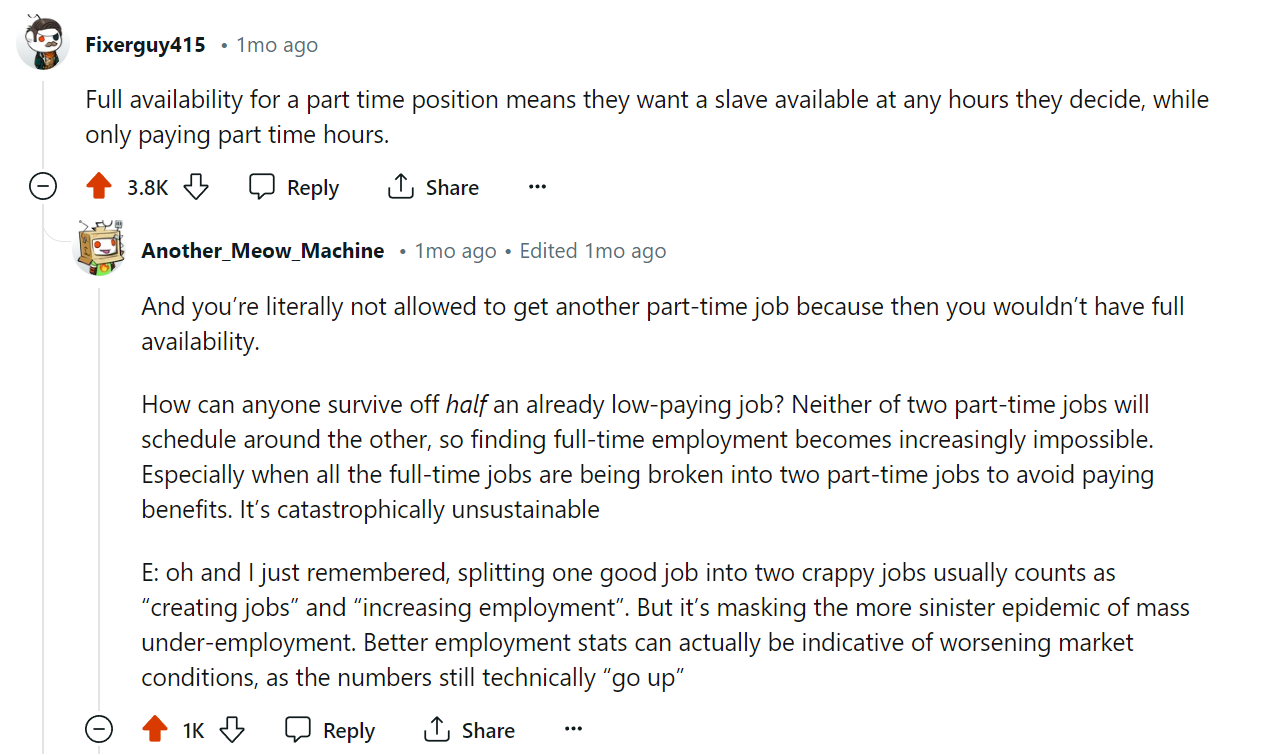 Fixerguy415 • 1mo ago
Full availability for a part time position means they want a slave available at any hours they decide, while
only paying part time hours.
3.8K Reply Share ···
Another_Meow_Machine • 1mo ago • Edited 1mo ago
And you’re literally not allowed to get another part-time job because then you wouldn’t have full
availability.
How can anyone survive off half an already low-paying job? Neither of two part-time jobs will
schedule around the other, so finding full-time employment becomes increasingly impossible.
Especially when all the full-time jobs are being broken into two part-time jobs to avoid paying
benefits. It’s catastrophically unsustainable
E: oh and I just remembered, splitting one good job into two crappy jobs usually counts as
“creating jobs” and “increasing employment”. But it’s masking the more sinister epidemic of mass
under-employment. Better employment stats can actually be indicative of worsening market
conditions, as the numbers still technically “go up”
1K Reply Share ···